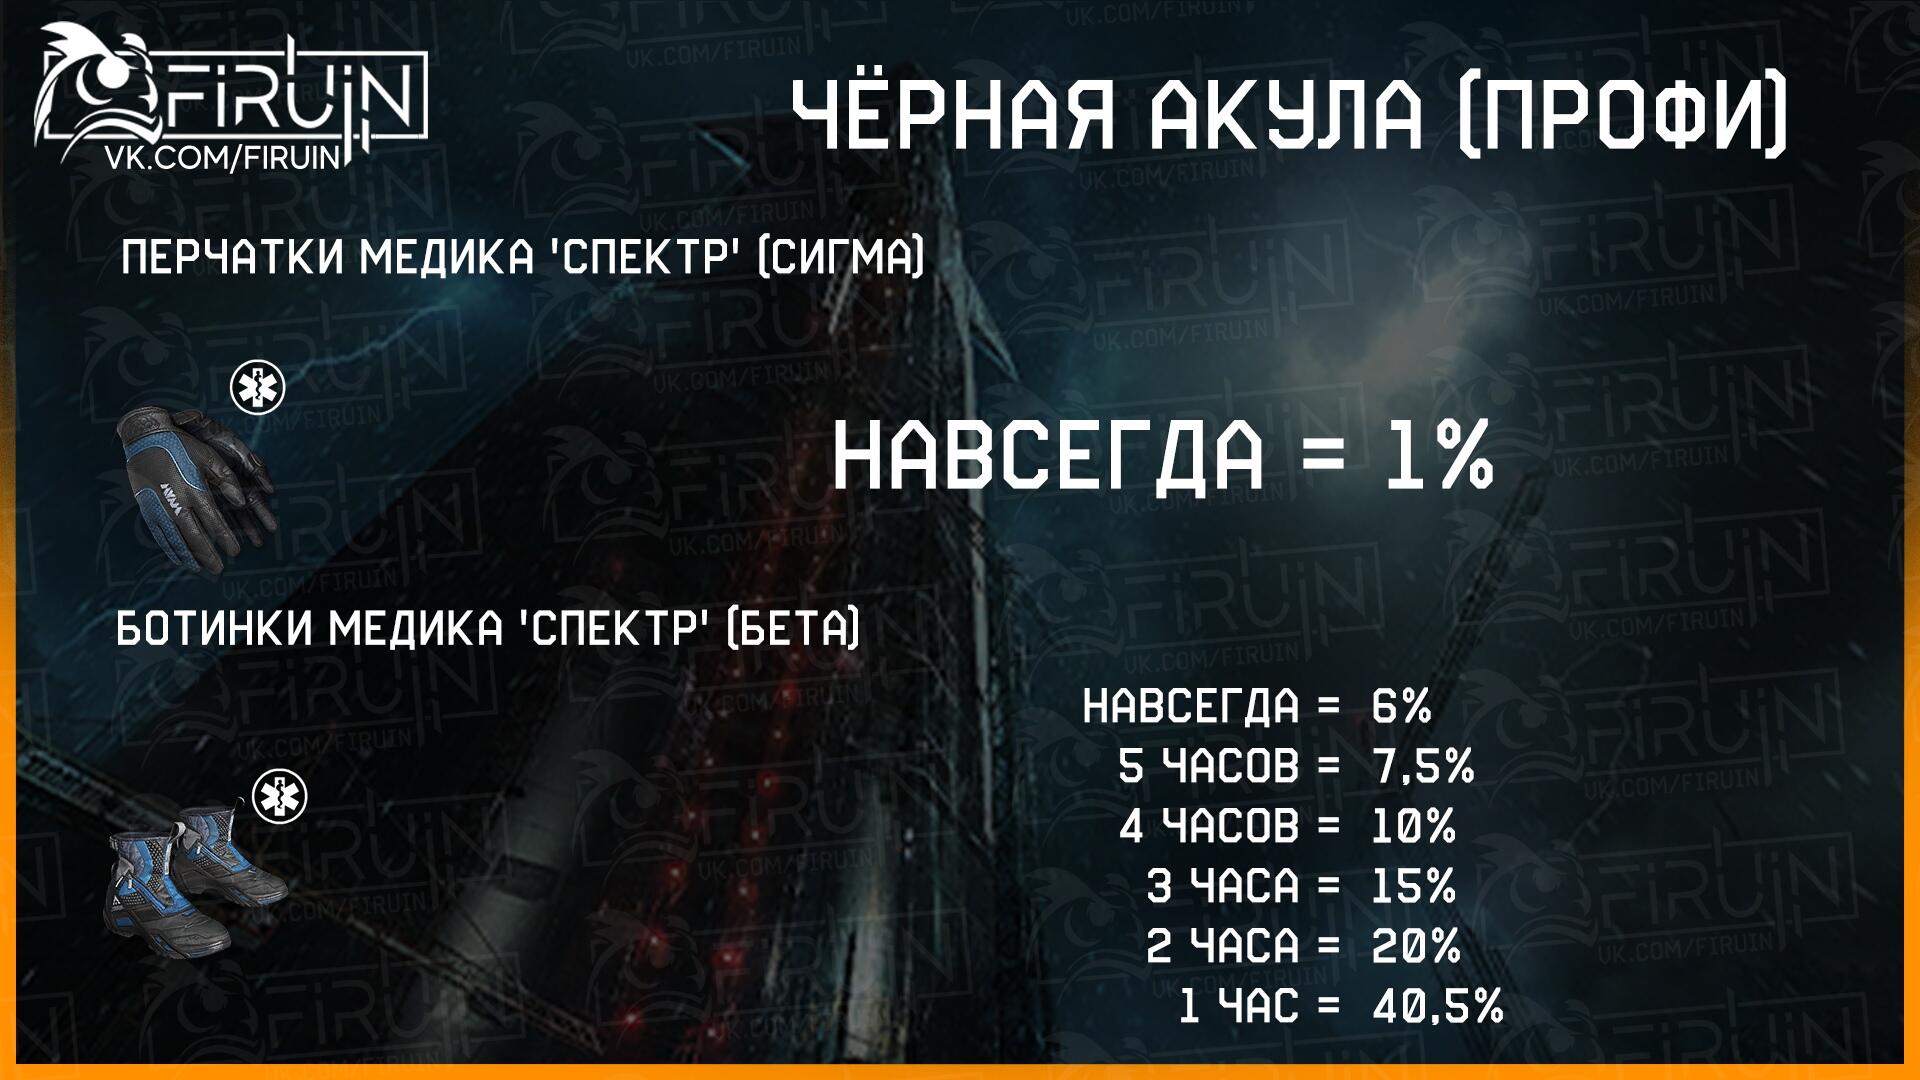 FIRUIN
VK.COM/FIRUIN
ЧЁРНАЯ АКУЛА (ПРОФИ)
ПЕРЧАТКИ МЕДИКА 'СПЕКТР' (СИГМА)
НАВСЕГДА = 1%
БОТИНКИ МЕДИКА 'СПЕКТР' (БЕТА)
НАВСЕГДА = 6%
5 ЧАСОВ = 7,5%
4 ЧАСОВ = 10%
3 ЧАСА = 15%
2 ЧАСА = 20%
1 ЧАС = 40,5%